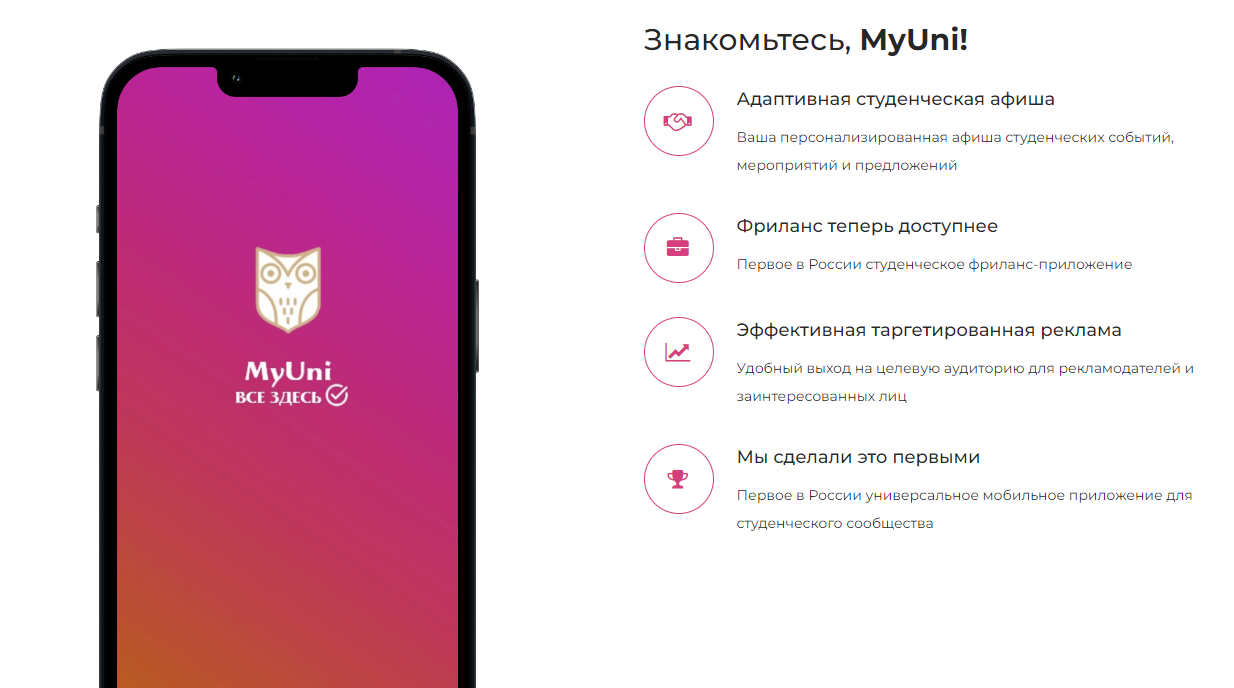 Знакомьтесь, MyUni!
Адаптивная студенческая афиша
Ваша персонализированная афиша студенческих событий,
мероприятий и предложений
Фриланс теперь доступнее
Первое в России студенческое фриланс-приложение
Эффективная таргетированная реклама
Удобный выход на целевую аудиторию для рекламодателей и
заинтересованных лиц
Мы сделали это первыми
Первое в России универсальное мобильное приложение для
студенческого сообщества
MyUni
ВСЕ ЗДЕСЬ